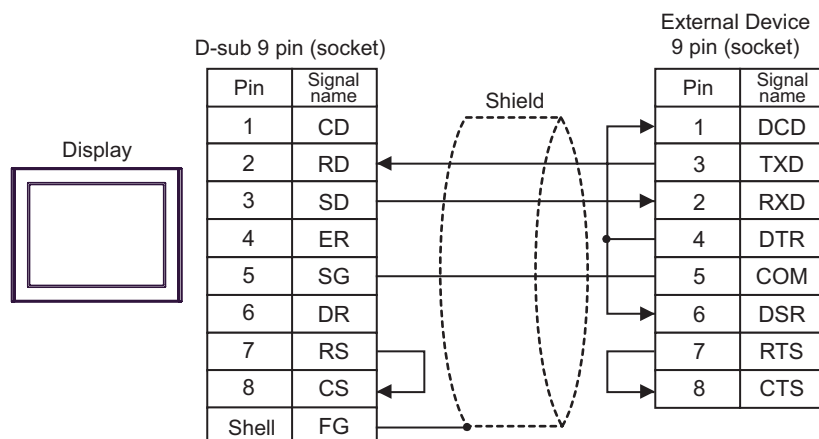 External Device
D-sub 9 pin (socket)
9 pin (socket)
Pin Signal name
Shield
Pin Signal name
1 CD
1 DCD
Display
2 RD
3 TXD
3 SD
2 RXD
4 ER
4 DTR
5 SG
5 COM
6 DR
6 DSR
7 RS
7 RTS
8 CS
8 CTS
Shell FG